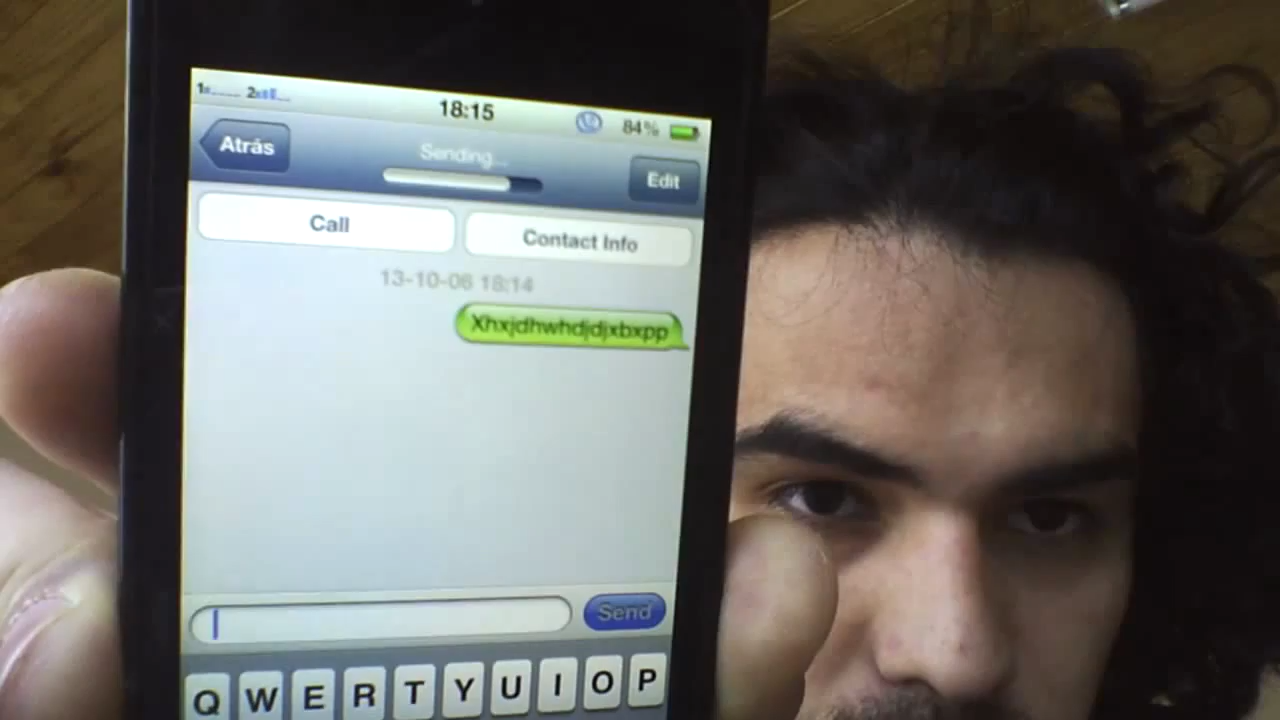 18:15 84%
Atrás Sending... Edit
Call Contact Info
13-10-06 18:14
Xhxjdhwhdjdjxbxpp
Send
Q W E R T Y U I O P